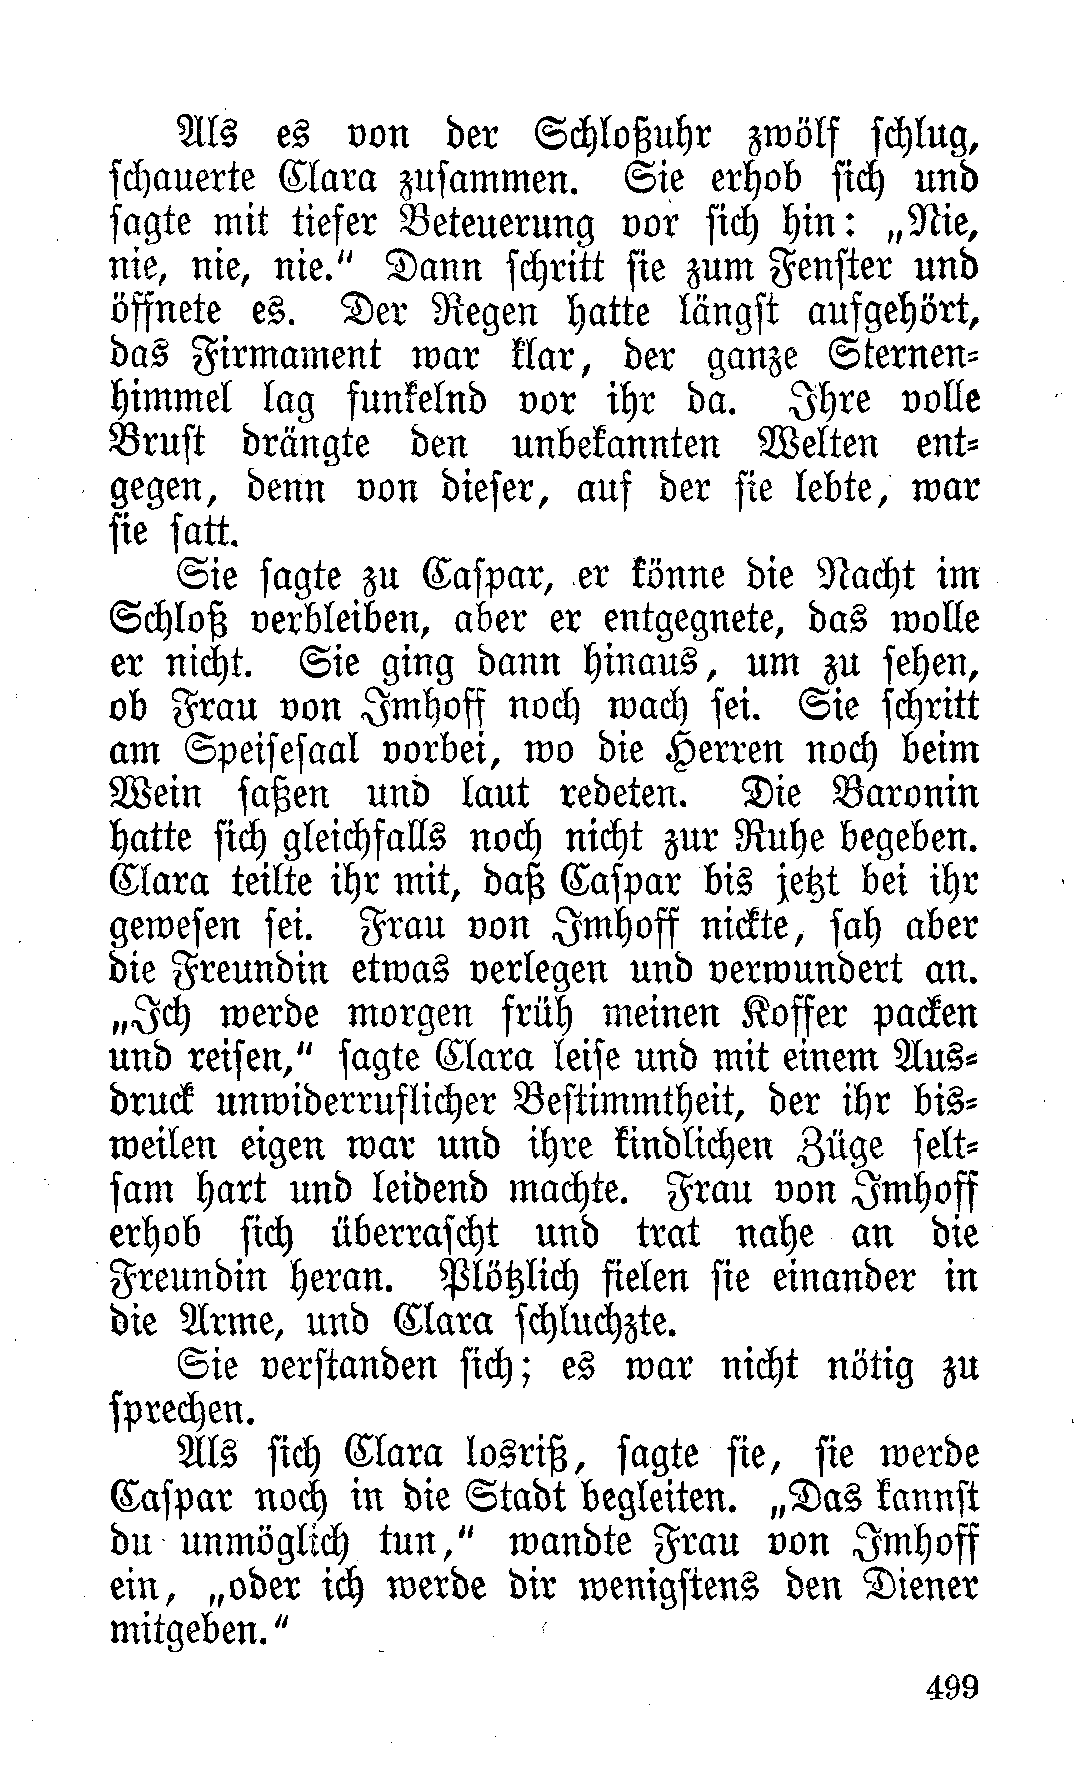 Als es von der Schloßuhr zwölf schlug,
schauerte Clara zusammen. Sie erhob sich und
sagte mit tiefer Beteuerung vor sich hin: „Nie,
nie, nie, nie.“ Dann schritt sie zum Fenster und
öffnete es. Der Regen hatte längst aufgehört,
das Firmament war klar, der ganze Sternen-
himmel lag funkelnd vor ihr da. Ihre volle
Brust drängte den unbekannten Welten ent-
gegen, denn von dieser, auf der sie lebte, war
sie satt.
Sie sagte zu Caspar, er könne die Nacht im
Schloß verbleiben, aber er entgegnete, das wolle
er nicht. Sie ging dann hinaus, um zu sehen,
ob Frau von Imhoff noch wach sei. Sie schritt
am Speisesaal vorbei, wo die Herren noch beim
Wein saßen und laut redeten. Die Baronin
hatte sich gleichfalls noch nicht zur Ruhe begeben.
Clara teilte ihr mit, daß Caspar bis jetzt bei ihr
gewesen sei. Frau von Imhoff nickte, sah aber
die Freundin etwas verlegen und verwundert an.
„Ich werde morgen früh meinen Koffer packen
und reisen,“ sagte Clara leise und mit einem Aus-
druck unwiderruflicher Bestimmtheit, der ihr bis-
weilen eigen war und ihre kindlichen Züge selt-
sam hart und leidend machte. Frau von Imhoff
erhob sich überrascht und trat nahe an die
Freundin heran. Plötzlich fielen sie einander in
die Arme, und Clara schluchzte.
Sie verstanden sich; es war nicht nötig zu
sprechen.
Als sich Clara losriß, sagte sie, sie werde
Caspar noch in die Stadt begleiten. „Das kannst
du unmöglich tun,“ wandte Frau von Imhoff
ein, „oder ich werde dir wenigstens den Diener
mitgeben.“
499